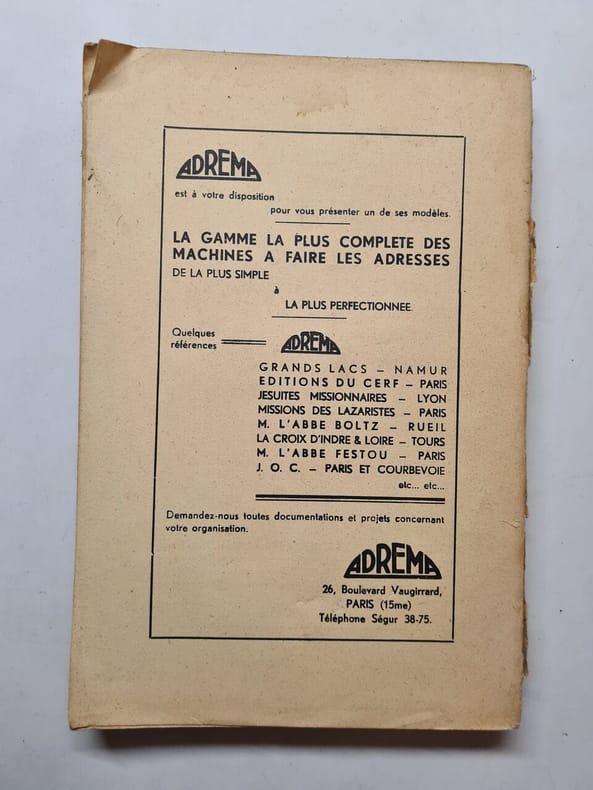 ADREMA
est à votre disposition
pour vous présenter un de ses modèles.
LA GAMME LA PLUS COMPLETE DES
MACHINES A FAIRE LES ADRESSES
DE LA PLUS SIMPLE
à
LA PLUS PERFECTIONNEE
Quelques
références
ADREMA
GRANDS LACS – NAMUR
EDITIONS DU CERF – PARIS
JESUITES MISSIONNAIRES – LYON
MISSIONS DES LAZARISTES – PARIS
M. L'ABBE BOLTZ – RUEIL
LA CROIX D'INDRE & LOIRE – TOURS
M. L'ABBE FESTOU – PARIS
J. O. C. – PARIS ET COURBEVOIE
etc... etc...
Demandez-nous toutes documentations et projets concernant
votre organisation.
ADREMA
26, Boulevard Vaugirrard,
PARIS (15me)
Téléphone Ségur 38-75.